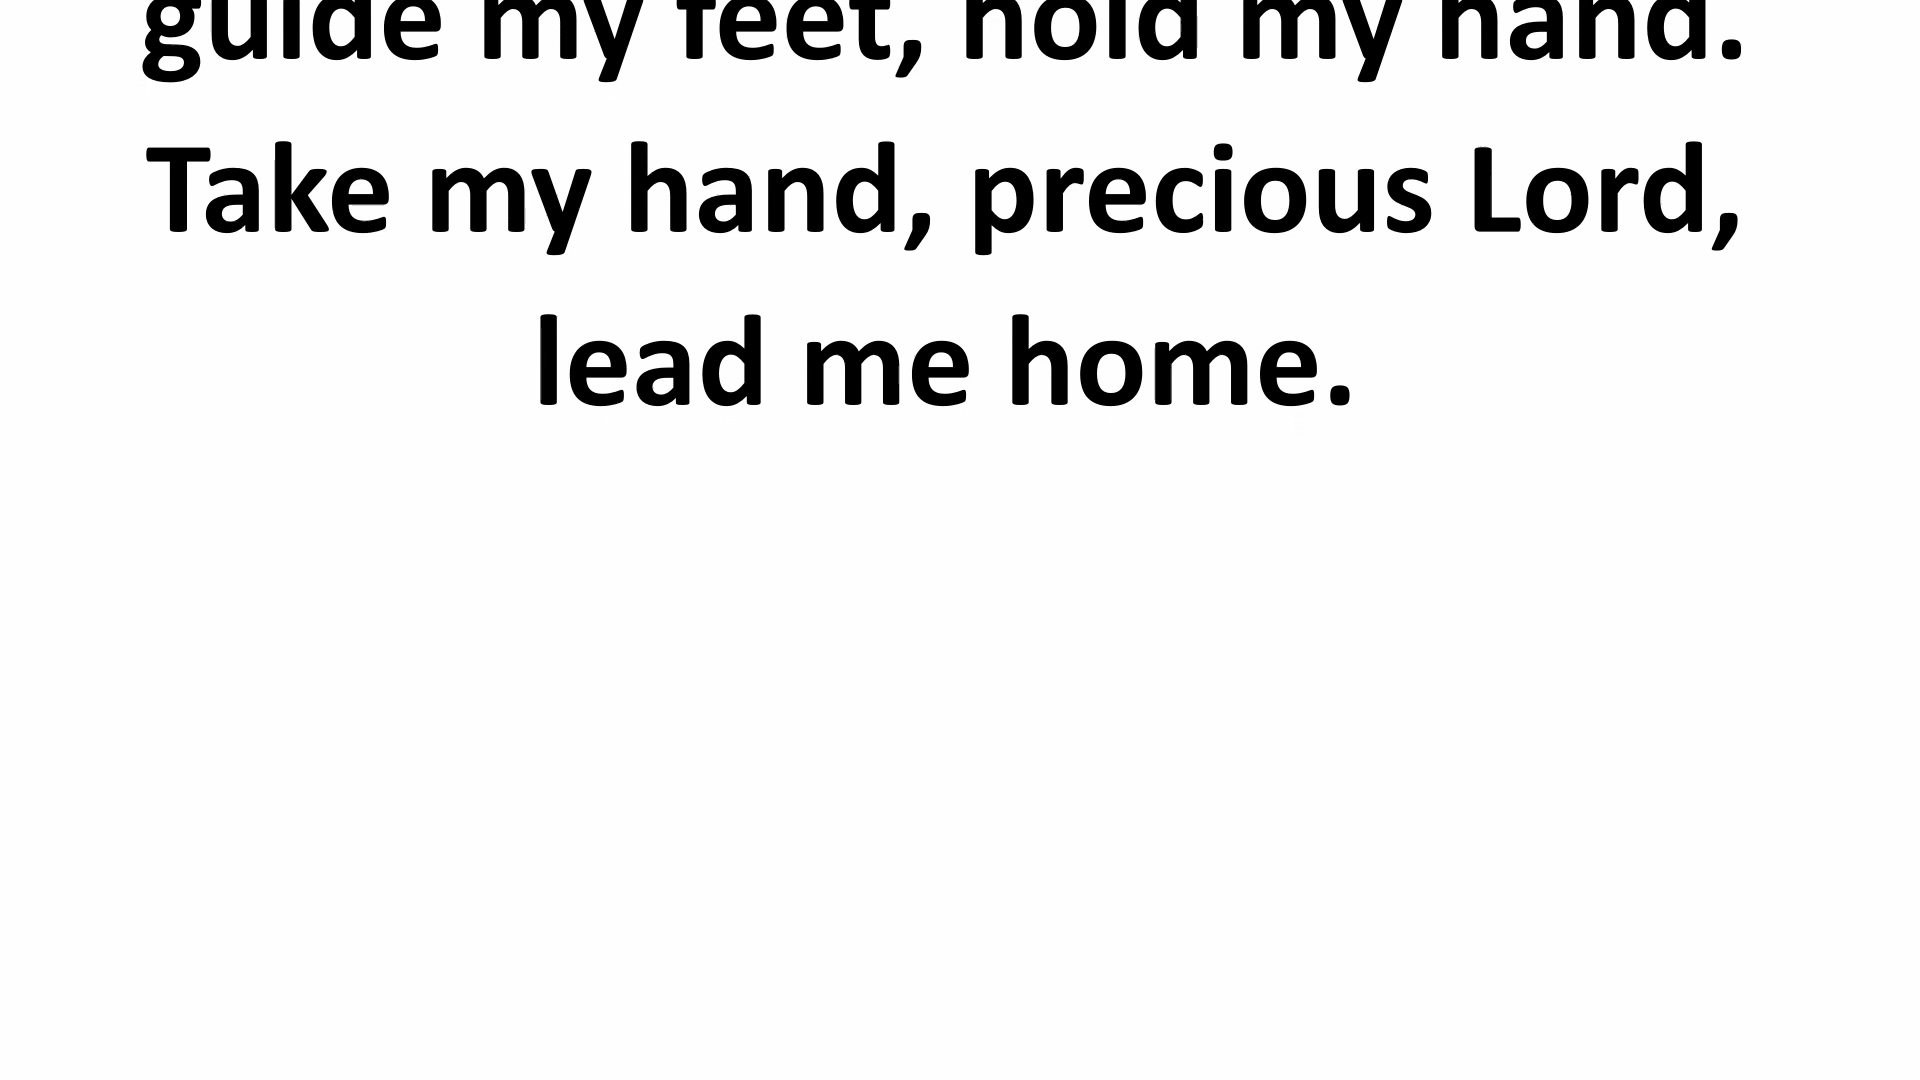 guide my feet, hold my hand.
Take my hand, precious Lord,
lead me home.